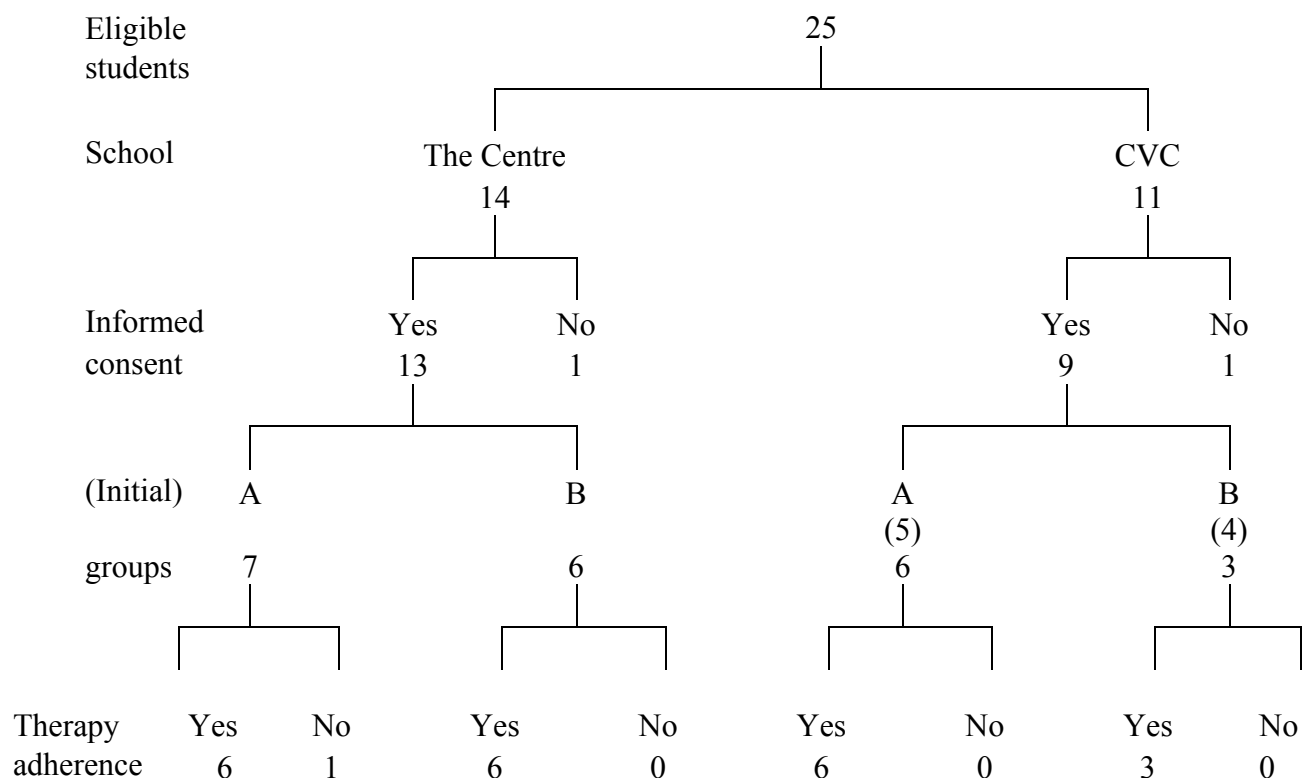 Eligible 25
students
School The Centre CVC
14 11
Informed Yes No Yes No
consent 13 1 9 1
(Initial) A B A B
(5) (4)
groups 7 6 6 3
Therapy Yes No Yes No Yes No Yes No
adherence 6 1 6 0 6 0 3 0